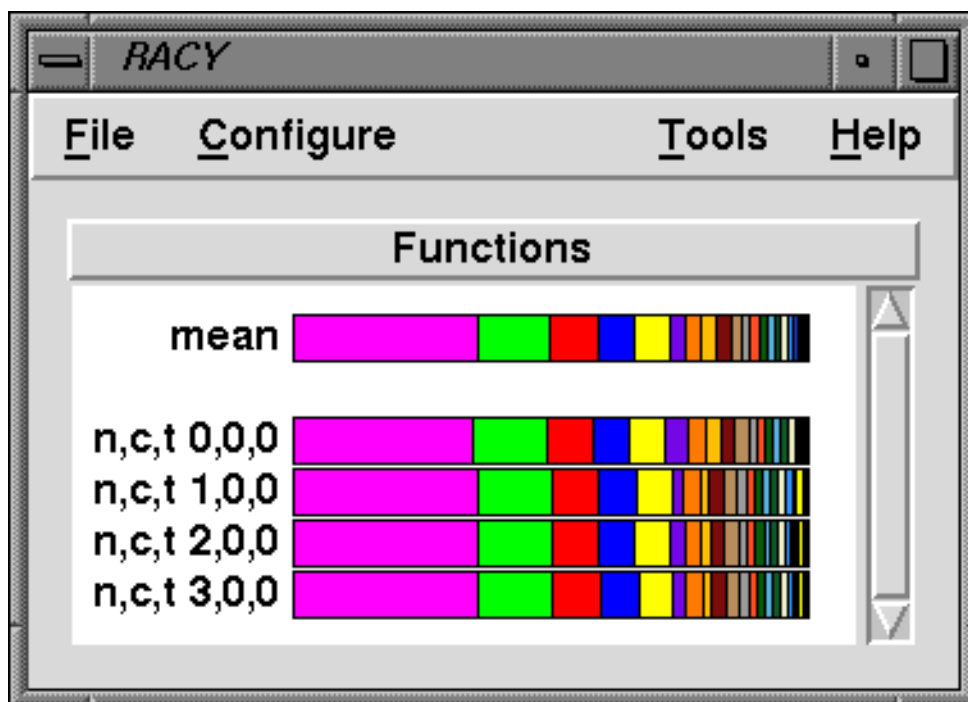 RACY
File Configure Tools Help
Functions
mean
n,c,t 0,0,0
n,c,t 1,0,0
n,c,t 2,0,0
n,c,t 3,0,0